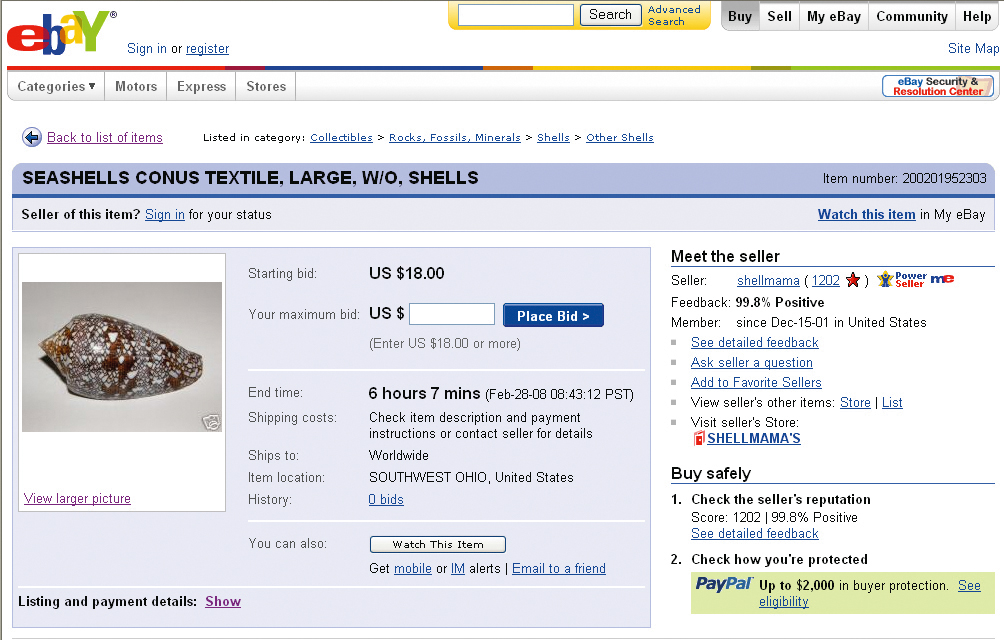 ebY®
Search
Advanced Search
Buy Sell My eBay Community Help
Sign in or register
Site Map
Categories ▼ Motors Express Stores
eBay Security & Resolution Center
Back to list of items
Listed in category: Collectibles > Rocks, Fossils, Minerals > Shells > Other Shells
SEASHELLS CONUS TEXTILE, LARGE, W/O, SHELLS
Item number: 200201952303
Seller of this item? Sign in for your status
Watch this item in My eBay
View larger picture
Starting bid: US $18.00
Your maximum bid: US $ Place Bid >
(Enter US $18.00 or more)
End time: 6 hours 7 mins (Feb-28-08 08:43:12 PST)
Shipping costs: Check item description and payment
instructions or contact seller for details
Ships to: Worldwide
Item location: SOUTHWEST OHIO, United States
History: 0 bids
You can also: Watch This Item
Get mobile or IM alerts | Email to a friend
Listing and payment details: Show
Meet the seller
Seller: shellmama ( 1202 ★ ) Power Seller me
Feedback: 99.8% Positive
Member: since Dec-15-01 in United States
See detailed feedback
Ask seller a question
Add to Favorite Sellers
View seller's other items: Store | List
Visit seller's Store:
SHELLMAMA'S
Buy safely
1. Check the seller's reputation
Score: 1202 | 99.8% Positive
See detailed feedback
2. Check how you're protected
PayPal Up to $2,000 in buyer protection. See
eligibility